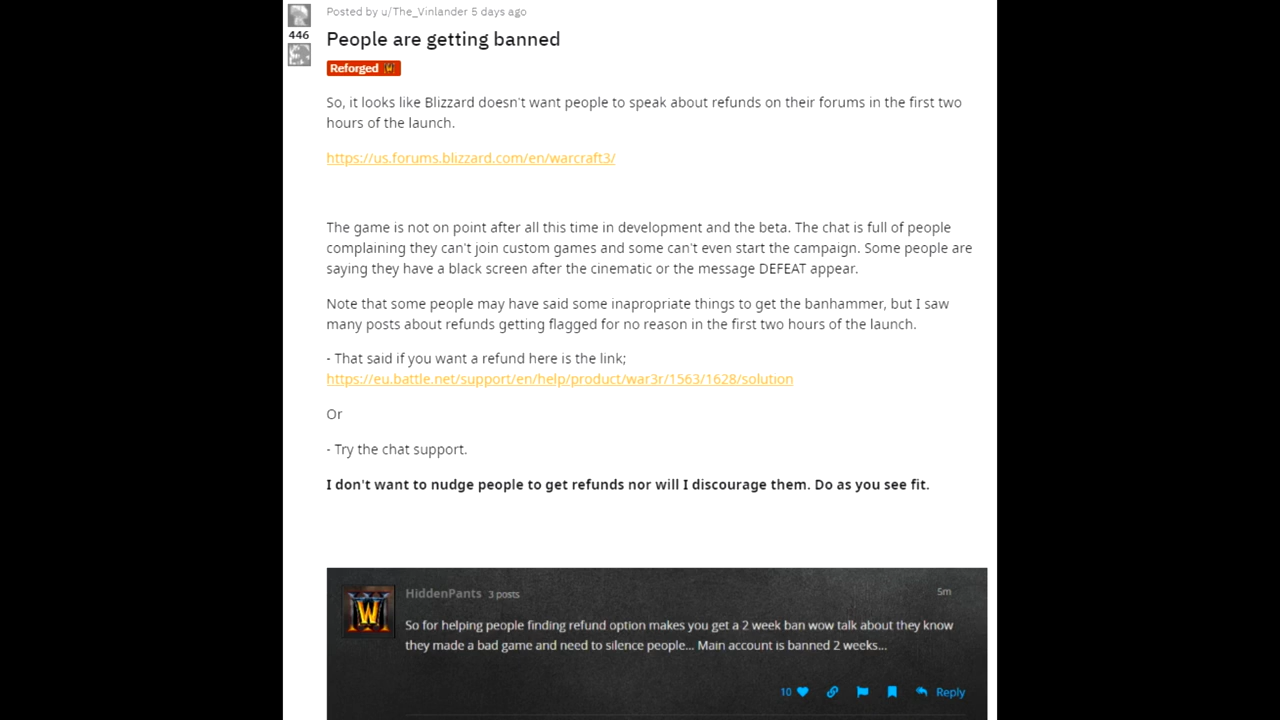 Posted by u/The_Vinlander 5 days ago
446
People are getting banned
Reforged
So, it looks like Blizzard doesn't want people to speak about refunds on their forums in the first two
hours of the launch.
https://us.forums.blizzard.com/en/warcraft3/
The game is not on point after all this time in development and the beta. The chat is full of people
complaining they can't join custom games and some can't even start the campaign. Some people are
saying they have a black screen after the cinematic or the message DEFEAT appear.
Note that some people may have said some inapropriate things to get the banhammer, but I saw
many posts about refunds getting flagged for no reason in the first two hours of the launch.
- That said if you want a refund here is the link;
https://eu.battle.net/support/en/help/product/war3r/1563/1628/solution
Or
- Try the chat support.
I don't want to nudge people to get refunds nor will I discourage them. Do as you see fit.
HiddenPants 3 posts 5m
So for helping people finding refund option makes you get a 2 week ban wow talk about they know
they made a bad game and need to silence people... Main account is banned 2 weeks...
10 Reply